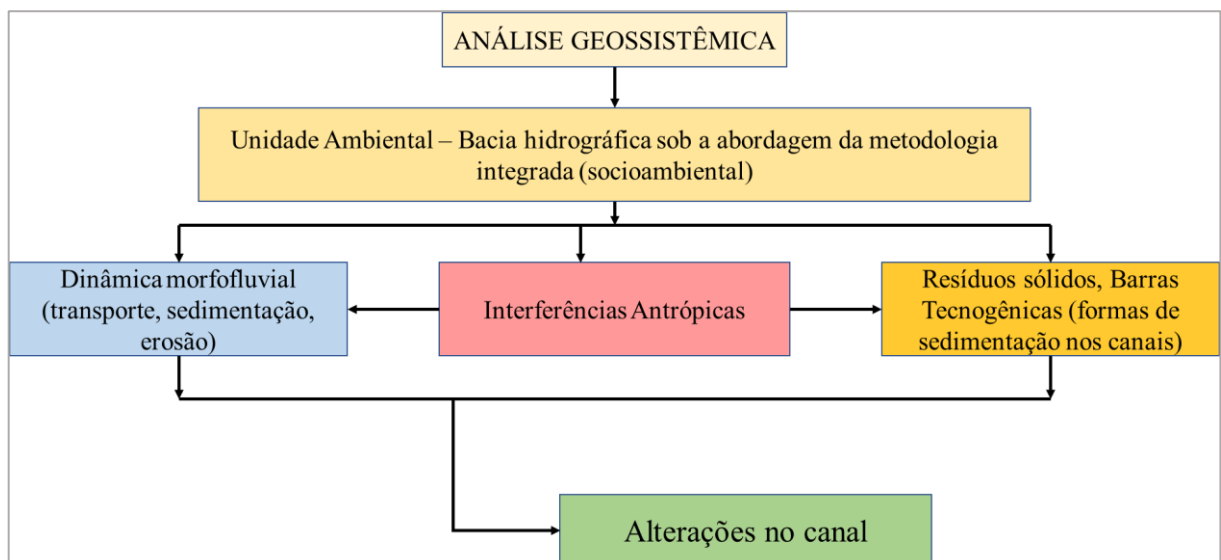 ANÁLISE GEOSSISTÊMICA
Unidade Ambiental – Bacia hidrográfica sob a abordagem da metodologia
integrada (socioambiental)
Dinâmica morfofluvial
(transporte, sedimentação,
erosão)
Interferências Antrópicas
Resíduos sólidos, Barras
Tecnogênicas (formas de
sedimentação nos canais)
Alterações no canal